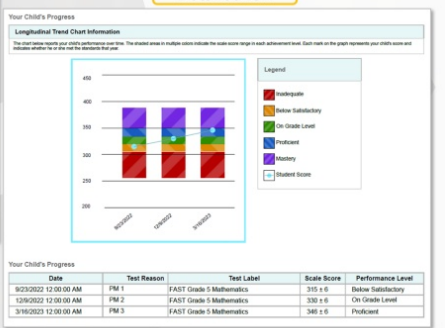 Your Child's Progress
Longitudinal Trend Chart Information
The chart below reports your child's performance over time. The shaded areas in multiple colors indicate the scale score range in each achievement level. Each mark on the graph represents your child's score and
indicates whether he or she met the standards that year.
Legend
Inadequate
Below Satisfactory
On Grade Level
Proficient
Mastery
Student Score
450
400
350
300
250
200
9/23/2022
12/9/2022
3/16/2023
Your Child's Progress
Date Test Reason Test Label Scale Score Performance Level
9/23/2022 12:00:00 AM PM 1 FAST Grade 5 Mathematics 315 ± 6 Below Satisfactory
12/9/2022 12:00:00 AM PM 2 FAST Grade 5 Mathematics 330 ± 6 On Grade Level
3/16/2023 12:00:00 AM PM 3 FAST Grade 5 Mathematics 346 ± 6 Proficient